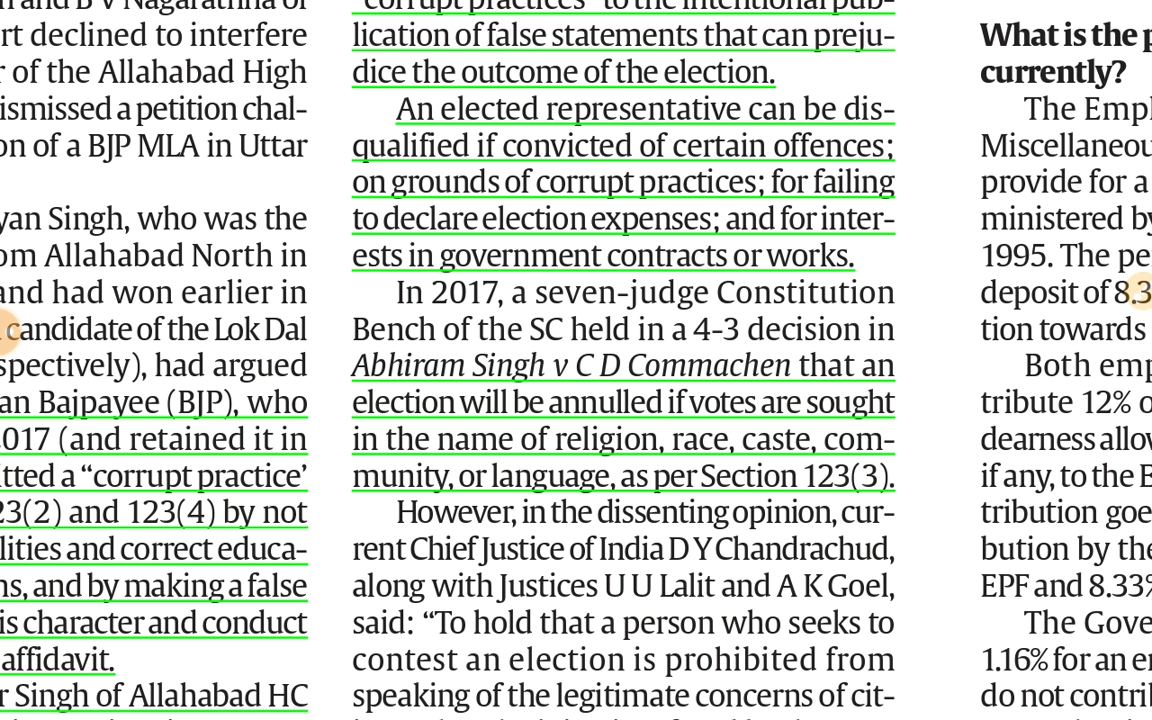 rt declined to interfere
of the Allahabad High
ismissed a petition chal-
on of a BJP MLA in Uttar
yan Singh, who was the
om Allahabad North in
and had won earlier in
candidate of the Lok Dal
spectively), had argued
an Bajpayee (BJP), who
2017 (and retained it in
itted a “corrupt practice’
23(2) and 123(4) by not
lities and correct educa-
ns, and by making a false
is character and conduct
affidavit.
r Singh of Allahabad HC
“corrupt practices” to the intentional pub-
lication of false statements that can preju-
dice the outcome of the election.
An elected representative can be dis-
qualified if convicted of certain offences;
on grounds of corrupt practices; for failing
to declare election expenses; and for inter-
ests in government contracts or works.
In 2017, a seven-judge Constitution
Bench of the SC held in a 4-3 decision in
Abhiram Singh v C D Commachen that an
election will be annulled if votes are sought
in the name of religion, race, caste, com-
munity, or language, as per Section 123(3).
However, in the dissenting opinion, cur-
rent Chief Justice of India D Y Chandrachud,
along with Justices U U Lalit and A K Goel,
said: “To hold that a person who seeks to
contest an election is prohibited from
speaking of the legitimate concerns of cit-
What is the p
currently?
The Empl
Miscellaneou
provide for a
ministered by
1995. The pe
deposit of 8.3
tion towards
Both emp
tribute 12% o
dearness allow
if any, to the E
tribution goe
bution by the
EPF and 8.33%
The Gove
1.16% for an em
do not contrib